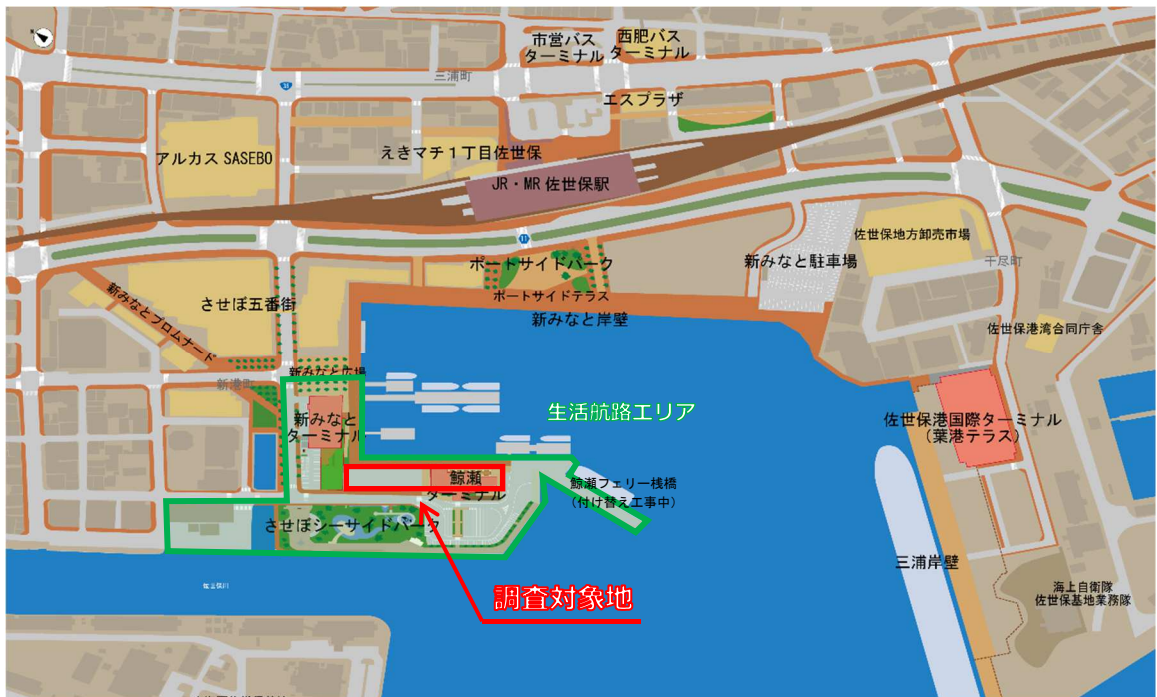 市営バス
ターミナル
西肥バス
ターミナル
三浦町
エスプラザ
アルカス SASEBO
えきマチ1丁目佐世保
JR・MR 佐世保駅
佐世保地方卸売市場
ポートサイドパーク
新みなと駐車場
干尽町
ポートサイドテラス
新みなと岸壁
させぼ五番街
新みなとプロムナード
佐世保港湾合同庁舎
新みなと広場
新港町
生活航路エリア
新みなと
ターミナル
佐世保港国際ターミナル
(葉港テラス)
鯨瀬
ターミナル
鯨瀬フェリー桟橋
(付け替え工事中)
させぼシーサイドパーク
三浦岸壁
調査対象地
海上自衛隊
佐世保基地業務隊